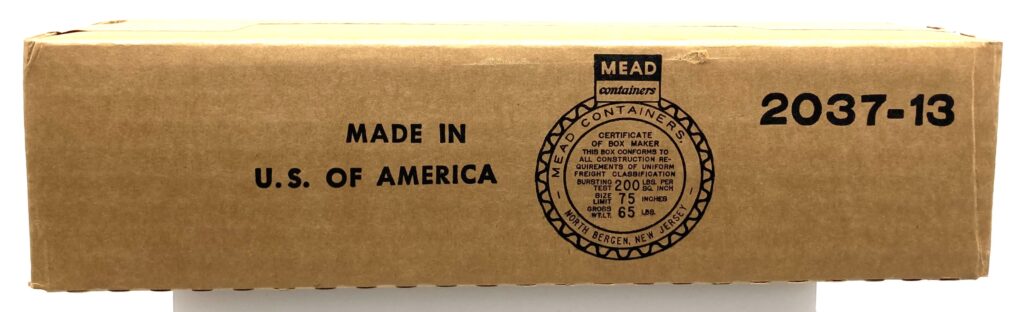 MADE IN
U.S. OF AMERICA
MEAD
containers
MEAD CONTAINERS,
CERTIFICATE
OF BOX MAKER
THIS BOX CONFORMS TO
ALL CONSTRUCTION RE-
QUIREMENTS OF UNIFORM
FREIGHT CLASSIFICATION
BURSTING TEST 200 LBS. PER SQ. INCH
SIZE LIMIT 75 INCHES
GROSS WT.LT. 65 LBS.
- NORTH BERGEN, NEW JERSEY -
2037-13